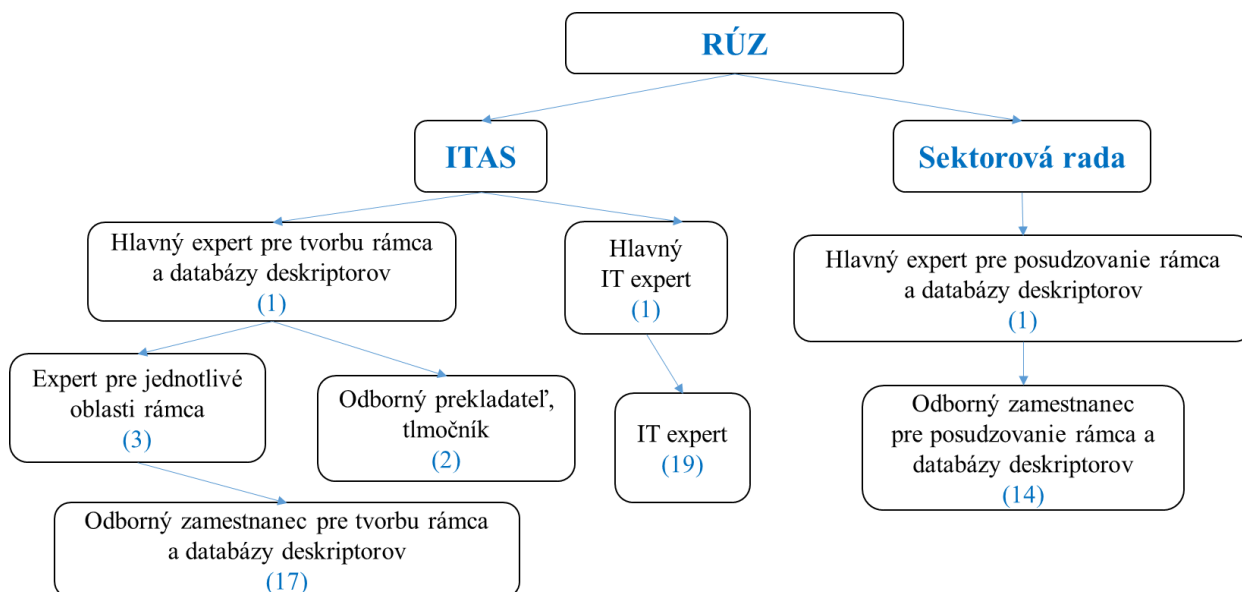 RÚZ
ITAS
Sektorová rada
Hlavný expert pre tvorbu rámca
a databázy deskriptorov
(1)
Hlavný
IT expert
(1)
Hlavný expert pre posudzovanie rámca
a databázy deskriptorov
(1)
Expert pre jednotlivé
oblasti rámca
(3)
Odborný prekladateľ,
tlmočník
(2)
IT expert
(19)
Odborný zamestnanec
pre posudzovanie rámca a
databázy deskriptorov
(14)
Odborný zamestnanec pre tvorbu rámca
a databázy deskriptorov
(17)